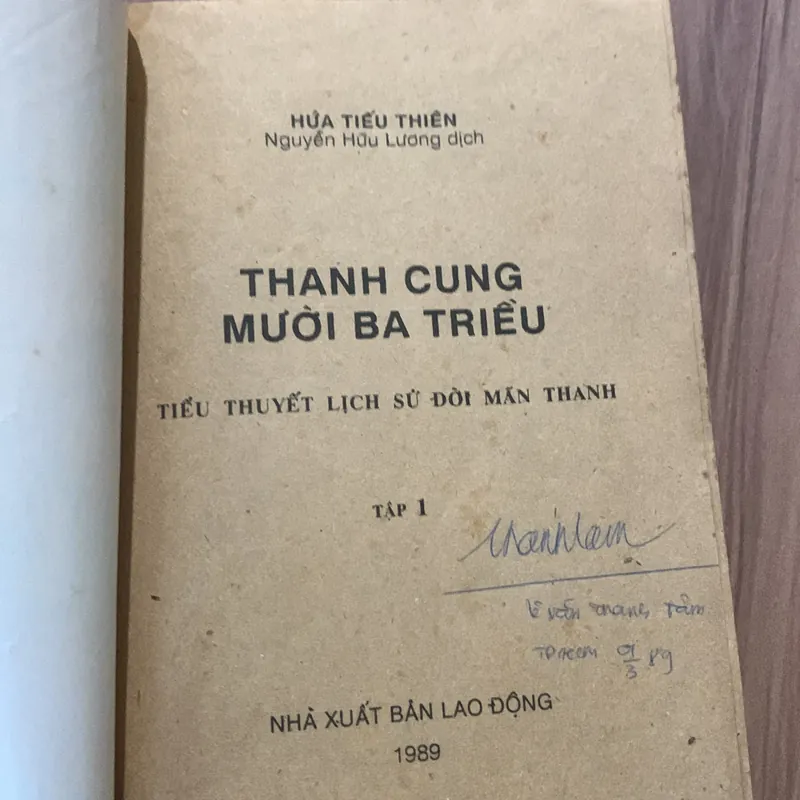 HỨA TIẾU THIÊN
Nguyễn Hữu Lương dịch
THANH CUNG
MƯỜI BA TRIỀU
TIỂU THUYẾT LỊCH SỬ ĐỜI MÃN THANH
TẬP 1
NHÀ XUẤT BẢN LAO ĐỘNG
1989